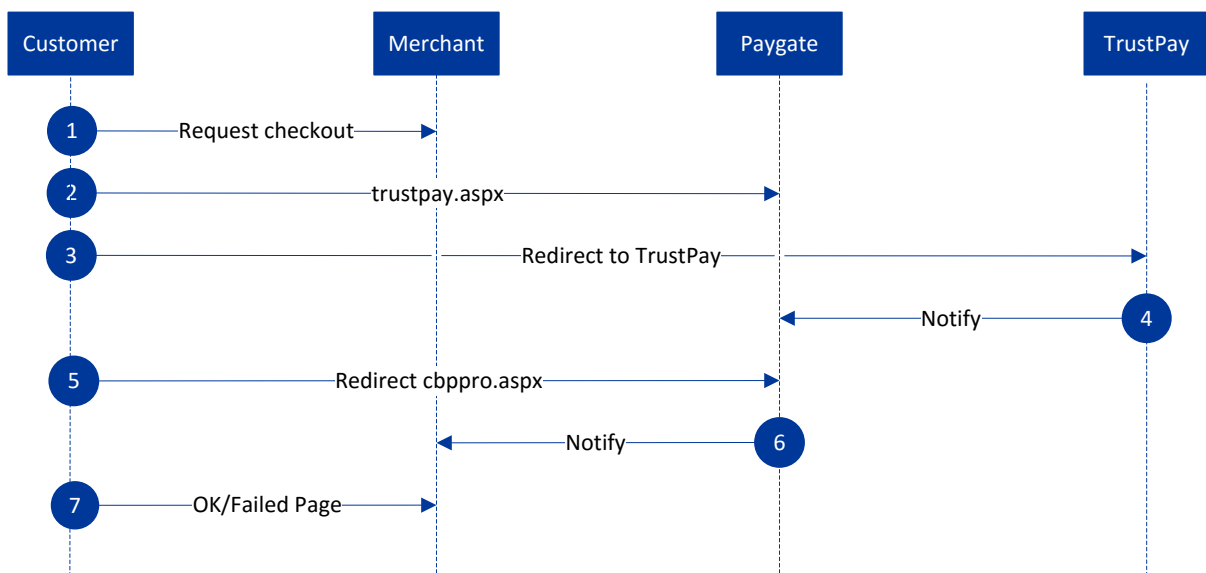 Customer
Merchant
Paygate
TrustPay
1
Request checkout
2
trustpay.aspx
3
Redirect to TrustPay
Notify
4
5
Redirect cbppro.aspx
Notify
6
7
OK/Failed Page